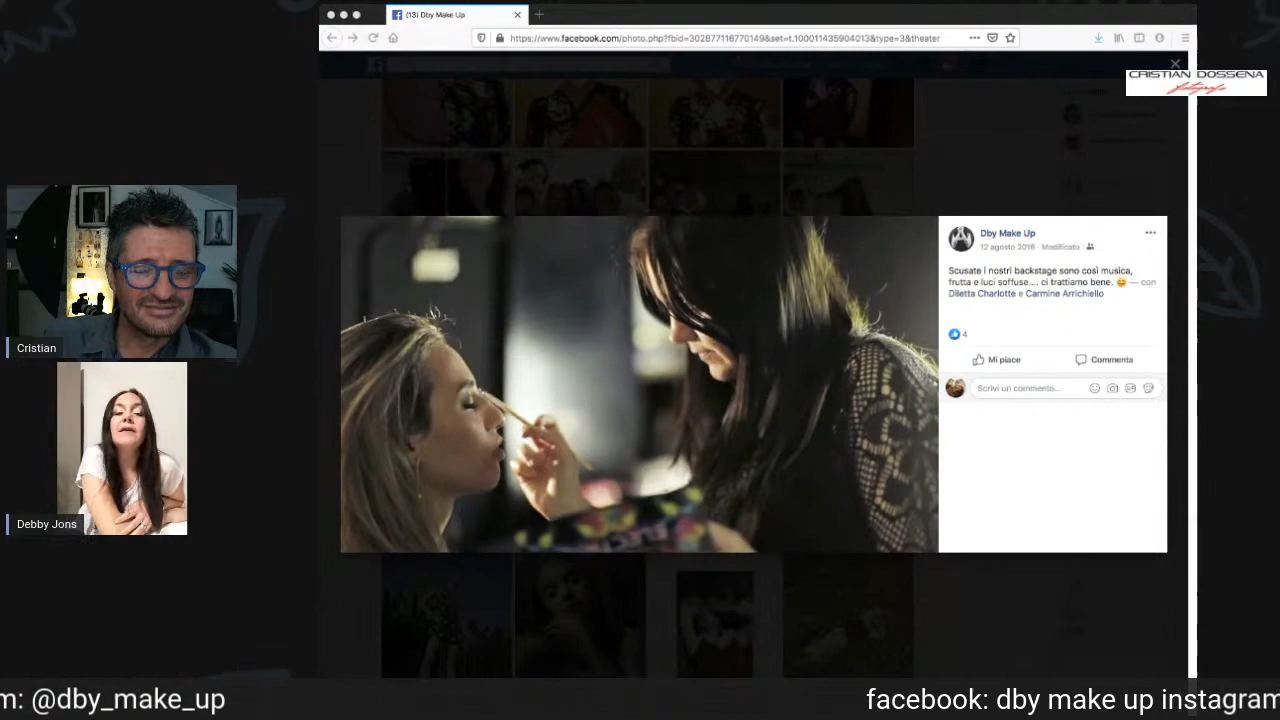 (13) Dby Make Up
https://www.facebook.com/photo.php?fbid=302877116770149&set=t.100011435904013&type=3&theater
CRISTIAN DOSSENA
fotografo
Dby Make Up
12 agosto 2016 · Modificato ·
Scusate i nostri backstage sono così musica,
frutta e luci soffuse.... ci trattiamo bene. 😄 — con
Diletta Charlotte e Carmine Arrichiello
4
Mi piace
Commenta
Scrivi un commento...
Cristian
Debby Jons
m: @dby_make_up
facebook: dby make up instagram